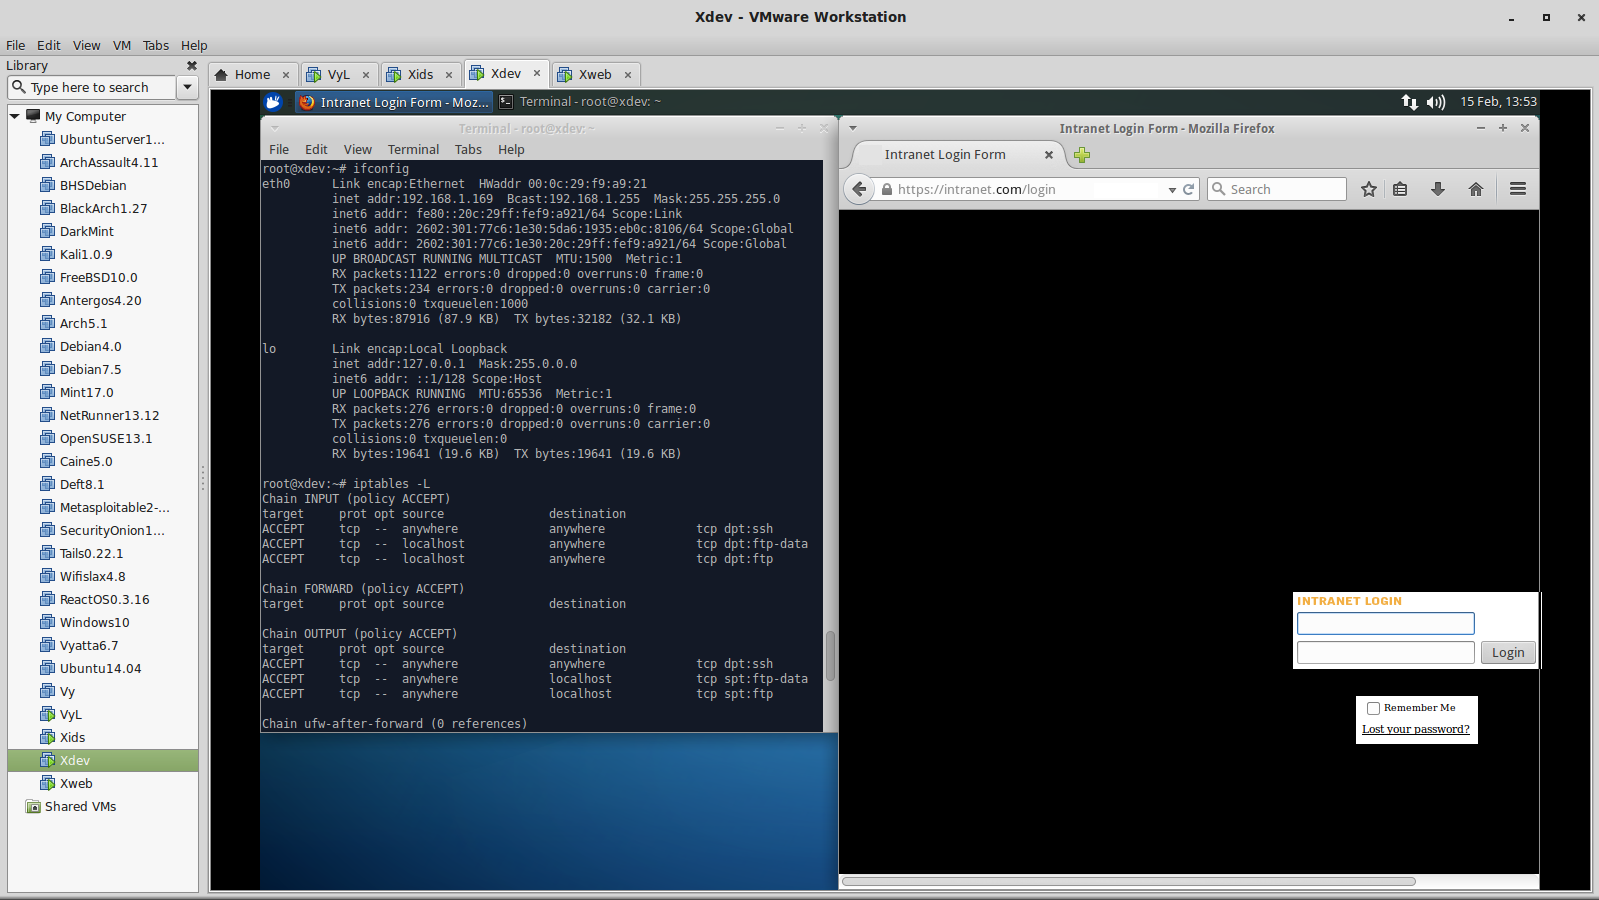 Xdev - VMware Workstation
File Edit View VM Tabs Help
Library
Type here to search
My Computer
UbuntuServer1...
ArchAssault4.11
BHSDebian
BlackArch1.27
DarkMint
Kali1.0.9
FreeBSD10.0
Antergos4.20
Arch5.1
Debian4.0
Debian7.5
Mint17.0
NetRunner13.12
OpenSUSE13.1
Caine5.0
Deft8.1
Metasploitable2-...
SecurityOnion1...
Tails0.22.1
Wifislax4.8
ReactOS0.3.16
Windows10
Vyatta6.7
Ubuntu14.04
Vy
VyL
Xids
Xdev
Xweb
Shared VMs
Home VyL Xids Xdev Xweb
Intranet Login Form - Moz... Terminal - root@xdev: ~ 15 Feb, 13:53
Terminal - root@xdev: ~
File Edit View Terminal Tabs Help
root@xdev:~# ifconfig
eth0 Link encap:Ethernet HWaddr 00:0c:29:f9:a9:21
inet addr:192.168.1.169 Bcast:192.168.1.255 Mask:255.255.255.0
inet6 addr: fe80::20c:29ff:fef9:a921/64 Scope:Link
inet6 addr: 2602:301:77c6:1e30:5da6:1935:eb0c:8106/64 Scope:Global
inet6 addr: 2602:301:77c6:1e30:20c:29ff:fef9:a921/64 Scope:Global
UP BROADCAST RUNNING MULTICAST MTU:1500 Metric:1
RX packets:1122 errors:0 dropped:0 overruns:0 frame:0
TX packets:234 errors:0 dropped:0 overruns:0 carrier:0
collisions:0 txqueuelen:1000
RX bytes:87916 (87.9 KB) TX bytes:32182 (32.1 KB)
lo Link encap:Local Loopback
inet addr:127.0.0.1 Mask:255.0.0.0
inet6 addr: ::1/128 Scope:Host
UP LOOPBACK RUNNING MTU:65536 Metric:1
RX packets:276 errors:0 dropped:0 overruns:0 frame:0
TX packets:276 errors:0 dropped:0 overruns:0 carrier:0
collisions:0 txqueuelen:0
RX bytes:19641 (19.6 KB) TX bytes:19641 (19.6 KB)
root@xdev:~# iptables -L
Chain INPUT (policy ACCEPT)
target prot opt source destination
ACCEPT tcp -- anywhere anywhere tcp dpt:ssh
ACCEPT tcp -- localhost anywhere tcp dpt:ftp-data
ACCEPT tcp -- localhost anywhere tcp dpt:ftp
Chain FORWARD (policy ACCEPT)
target prot opt source destination
Chain OUTPUT (policy ACCEPT)
target prot opt source destination
ACCEPT tcp -- anywhere anywhere tcp dpt:ssh
ACCEPT tcp -- anywhere localhost tcp spt:ftp-data
ACCEPT tcp -- anywhere localhost tcp spt:ftp
Chain ufw-after-forward (0 references)
Intranet Login Form - Mozilla Firefox
Intranet Login Form
https://intranet.com/login Search
INTRANET LOGIN
Login
Remember Me
Lost your password?